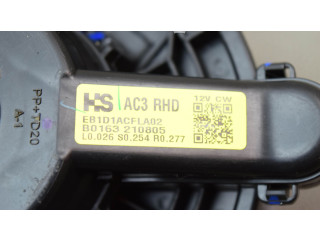 HS AC3 RHD
12V CW
EB1D1ACFLA02
B0163 210805
L0.026 S0.254 R0.277
PP+TD20
A-1